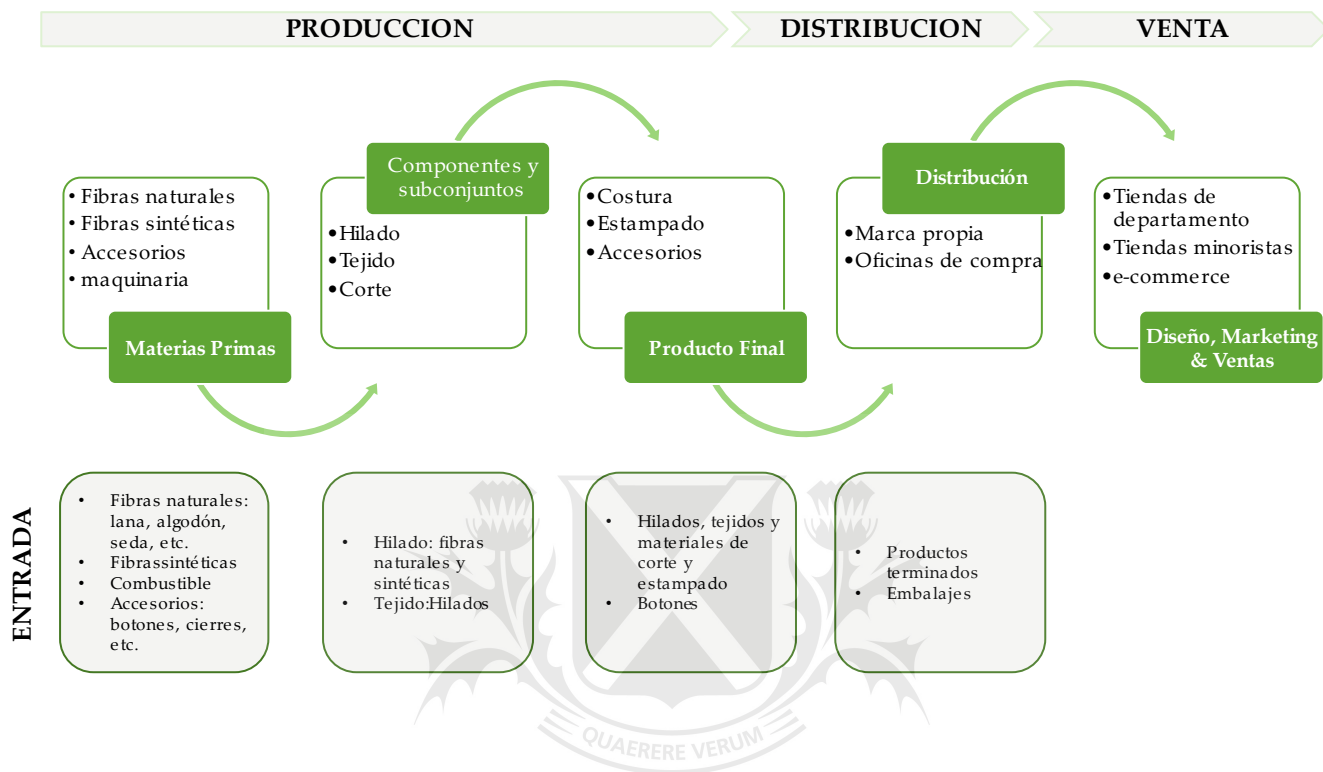 PRODUCCION
DISTRIBUCION
VENTA
• Fibras naturales
• Fibras sintéticas
• Accesorios
• maquinaria
Materias Primas
Componentes y
subconjuntos
•Hilado
•Tejido
•Corte
•Costura
•Estampado
•Accesorios
Producto Final
Distribución
•Marca propia
•Oficinas de compra
•Tiendas de
departamento
•Tiendas minoristas
•e-commerce
Diseño, Marketing
& Ventas
ENTRADA
• Fibras naturales:
lana, algodón,
seda, etc.
• Fibrassintéticas
• Combustible
• Accesorios:
botones, cierres,
etc.
• Hilado: fibras
naturales y
sintéticas
• Tejido:Hilados
• Hilados, tejidos y
materiales de
corte y
estampado
• Botones
• Productos
terminados
• Embalajes
QUAERERE VERUM